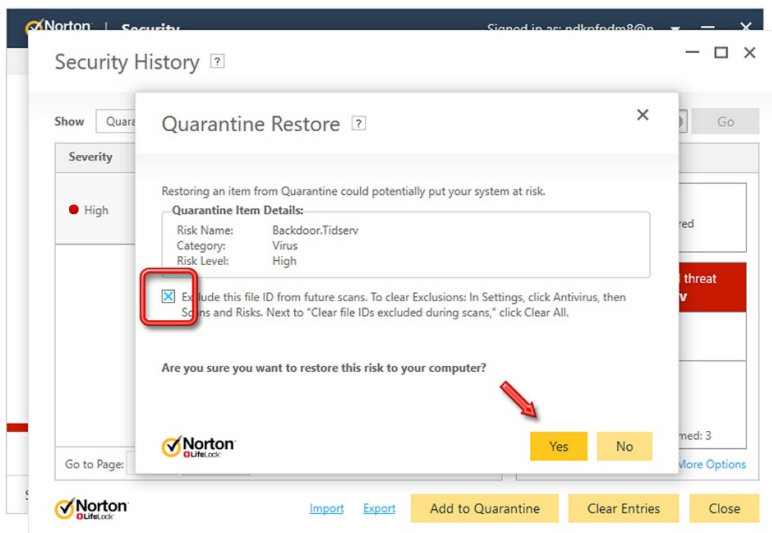 Norton | Security
Signed in as: ndkpfpdm8@n
Security History ?
Show Quara
Go
Severity
High
red
threat
v
med: 3
Go to Page:
More Options
Quarantine Restore ?
Restoring an item from Quarantine could potentially put your system at risk.
Quarantine Item Details:
Risk Name: Backdoor.Tidserv
Category: Virus
Risk Level: High
Exclude this file ID from future scans. To clear Exclusions: In Settings, click Antivirus, then
Scans and Risks. Next to "Clear file IDs excluded during scans," click Clear All.
Are you sure you want to restore this risk to your computer?
Norton
LifeLock
Yes No
S
Norton
LifeLock
Import Export Add to Quarantine Clear Entries Close